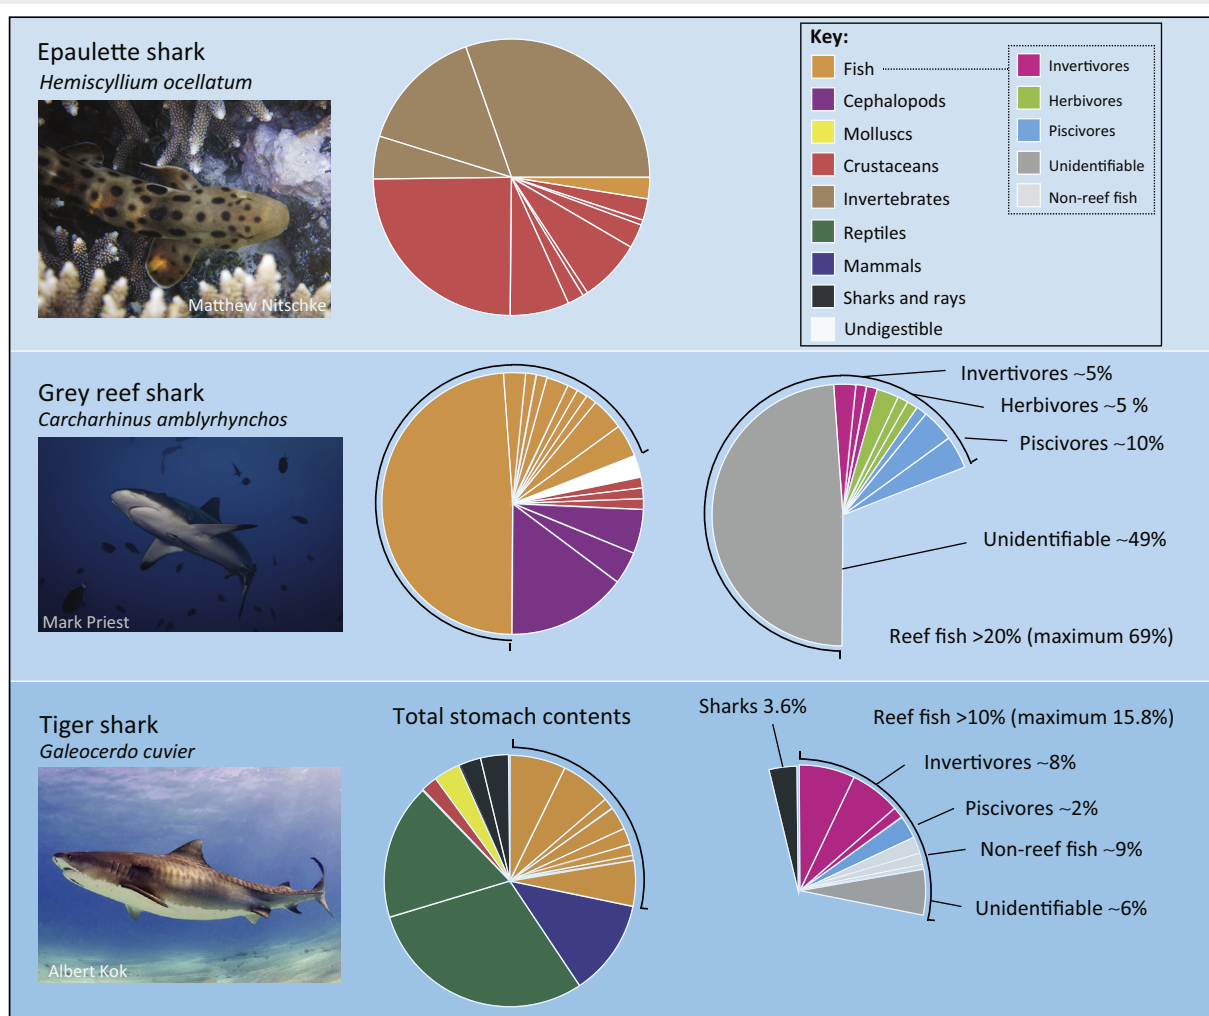 Epaulette shark
Hemiscyllium ocellatum
Matthew Nitschke
Key:
Fish
Cephalopods
Molluscs
Crustaceans
Invertebrates
Reptiles
Mammals
Sharks and rays
Undigestible
Invertivores
Herbivores
Piscivores
Unidentifiable
Non-reef fish
Grey reef shark
Carcharhinus amblyrhynchos
Mark Priest
Invertivores ~5%
Herbivores ~5 %
Piscivores ~10%
Unidentifiable ~49%
Reef fish >20% (maximum 69%)
Tiger shark
Galeocerdo cuvier
Albert Kok
Total stomach contents
Sharks 3.6%
Reef fish >10% (maximum 15.8%)
Invertivores ~8%
Piscivores ~2%
Non-reef fish ~9%
Unidentifiable ~6%